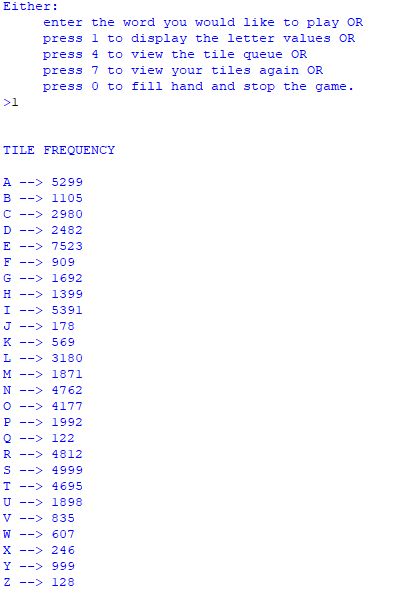 Either:
enter the word you would like to play OR
press 1 to display the letter values OR
press 4 to view the tile queue OR
press 7 to view your tiles again OR
press 0 to fill hand and stop the game.
>1
TILE FREQUENCY
A --> 5299
B --> 1105
C --> 2980
D --> 2482
E --> 7523
F --> 909
G --> 1692
H --> 1399
I --> 5391
J --> 178
K --> 569
L --> 3180
M --> 1871
N --> 4762
O --> 4177
P --> 1992
Q --> 122
R --> 4812
S --> 4999
T --> 4695
U --> 1898
V --> 835
W --> 607
X --> 246
Y --> 999
Z --> 128